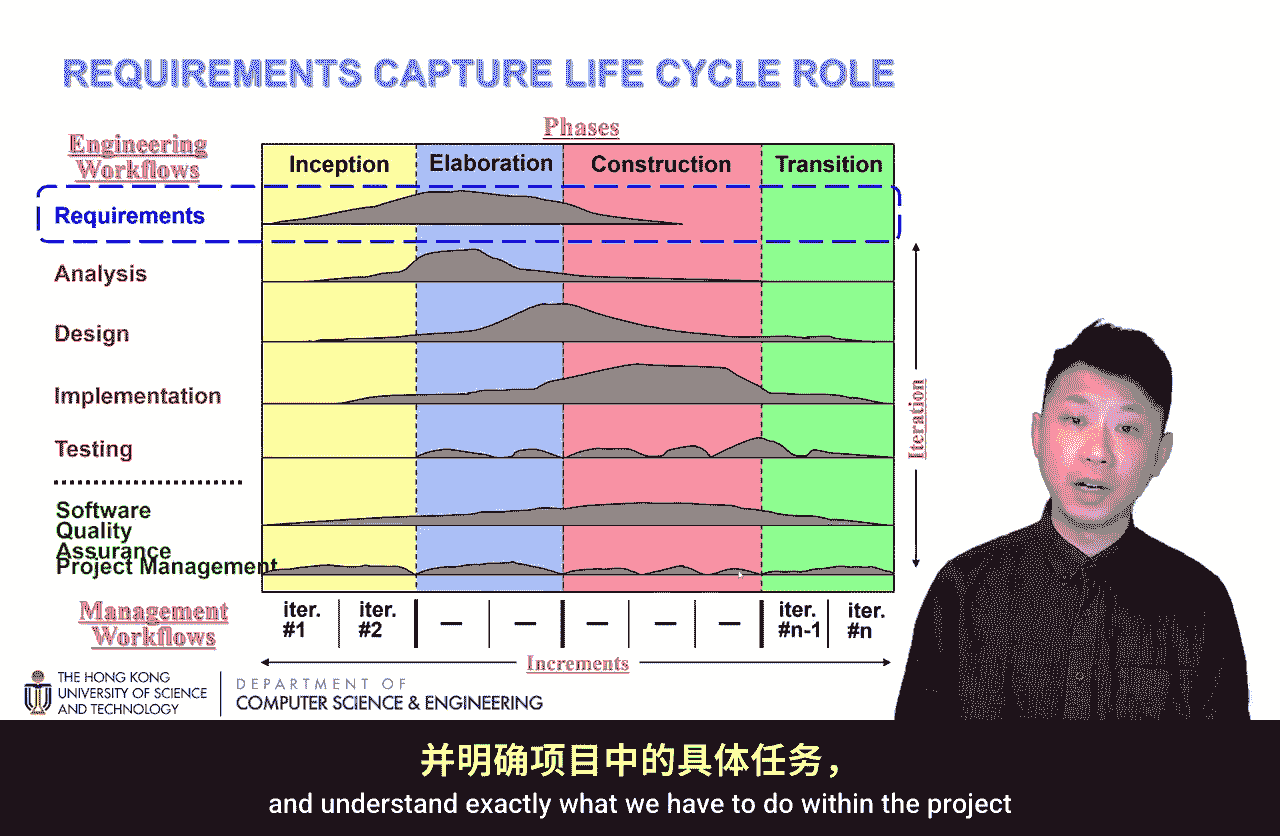 REQUIREMENTS CAPTURE LIFE CYCLE ROLE
Phases
Engineering
Workflows
Inception
Elaboration
Construction
Transition
Requirements
Analysis
Design
Implementation
Testing
Iteration
Software
Quality
Assurance
Project Management
Management
Workflows
iter.
#1
iter.
#2
iter.
#n-1
iter.
#n
Increments
THE HONG KONG
UNIVERSITY OF SCIENCE
AND TECHNOLOGY
DEPARTMENT OF
COMPUTER SCIENCE & ENGINEERING
并明确项目中的具体任务，
and understand exactly what we have to do within the project